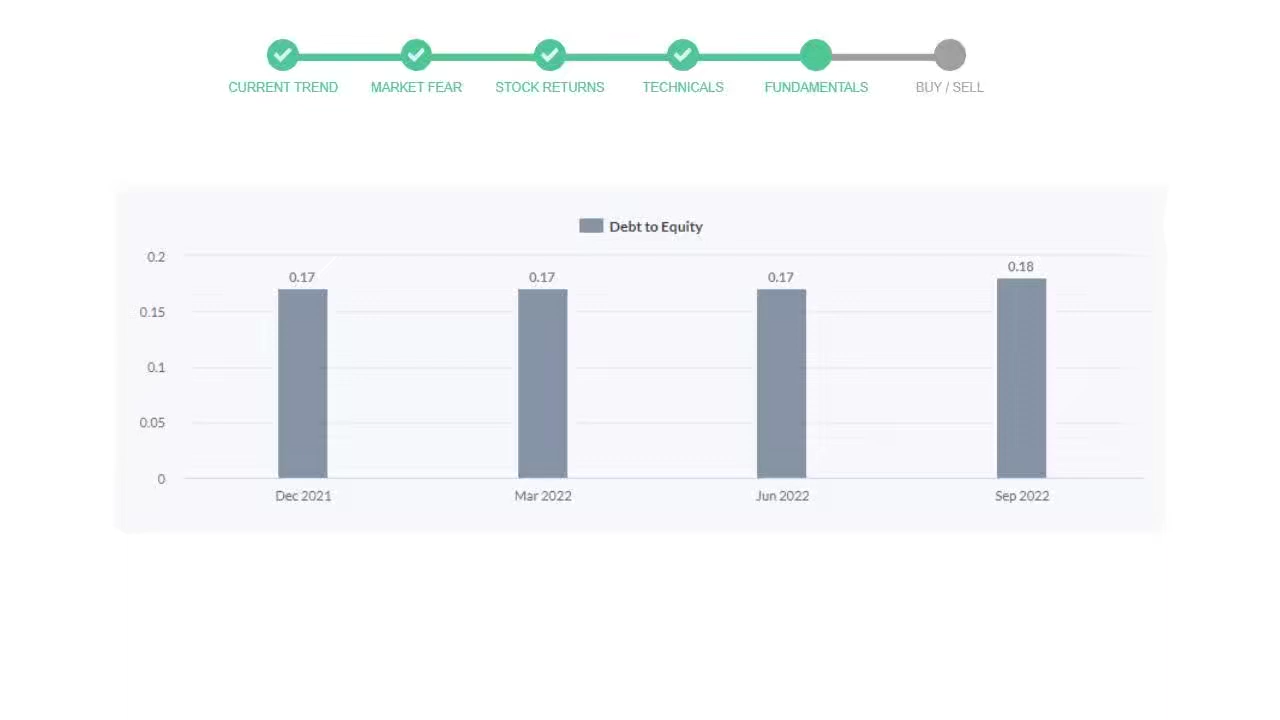 CURRENT TREND MARKET FEAR STOCK RETURNS TECHNICALS FUNDAMENTALS BUY / SELL
Debt to Equity
0.2
0.15
0.1
0.05
0
0.17 0.17 0.17 0.18
Dec 2021 Mar 2022 Jun 2022 Sep 2022